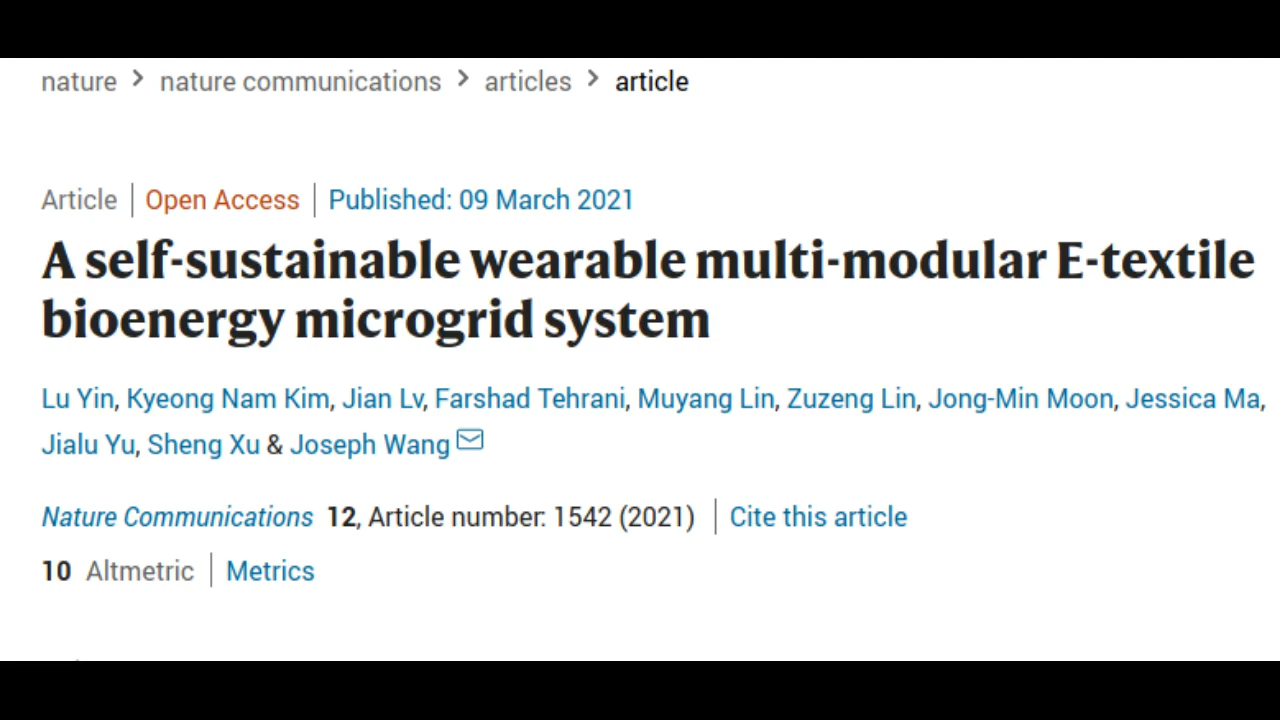 nature > nature communications > articles > article
Article | Open Access | Published: 09 March 2021
A self-sustainable wearable multi-modular E-textile
bioenergy microgrid system
Lu Yin, Kyeong Nam Kim, Jian Lv, Farshad Tehrani, Muyang Lin, Zuzeng Lin, Jong-Min Moon, Jessica Ma,
Jialu Yu, Sheng Xu & Joseph Wang
Nature Communications 12, Article number: 1542 (2021) | Cite this article
10 Altmetric | Metrics